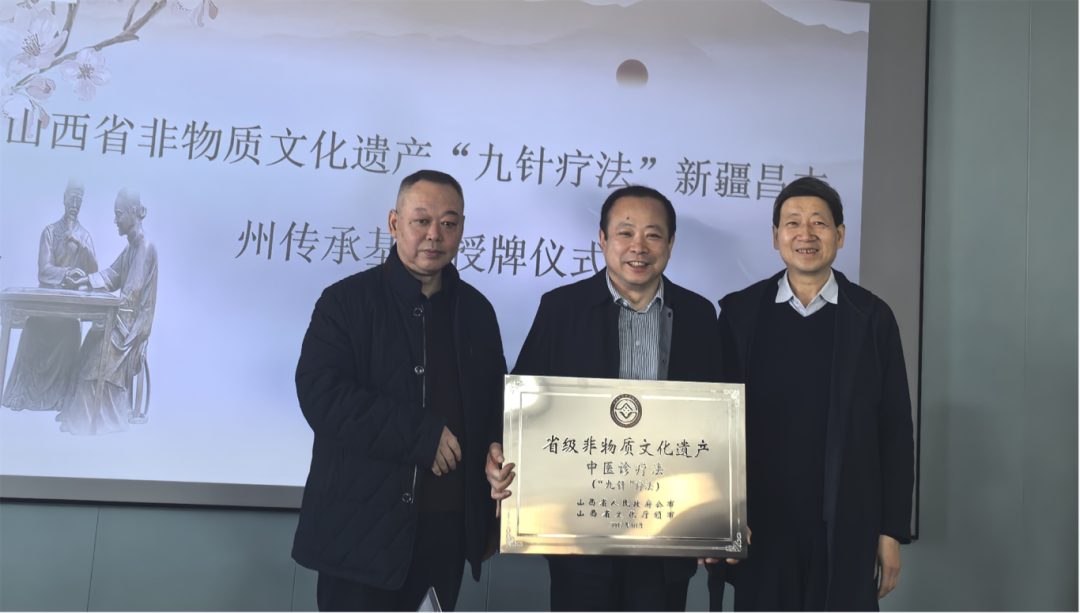 山西省非物质文化遗产“九针疗法”新疆昌吉
州传承基 授牌仪式
省级非物质文化遗产
中医诊疗法
（“九针”疗法）
山西省人民政府公布
山西省文化厅颁布